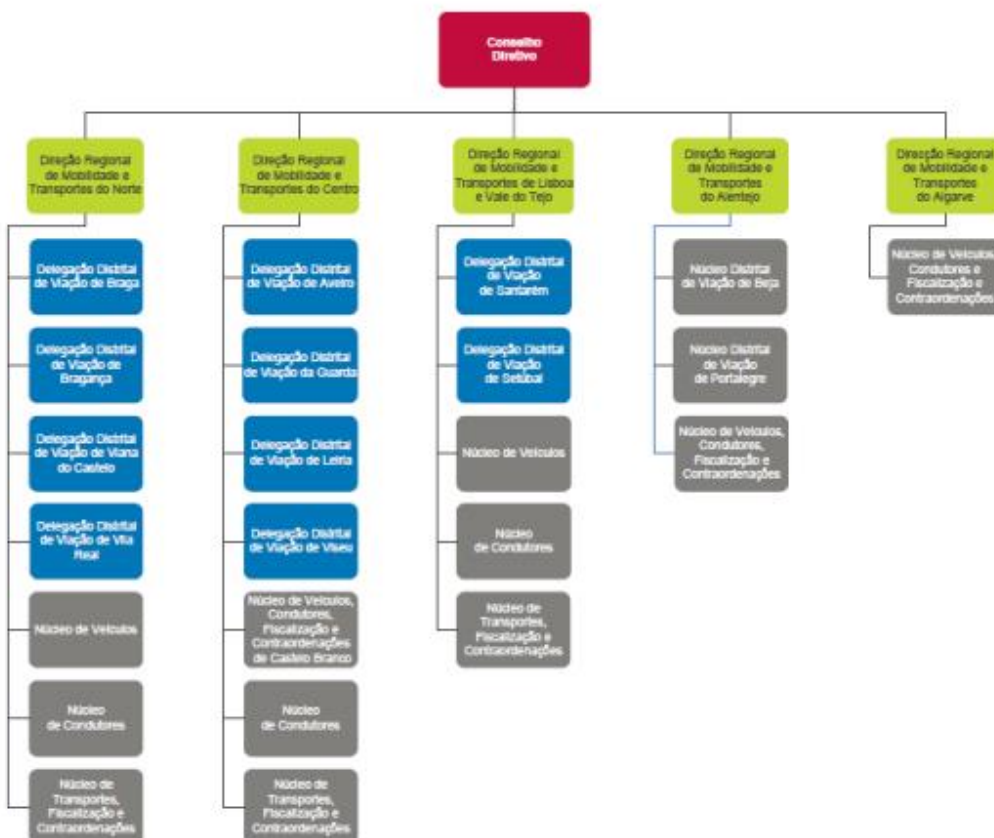 Conselho
Diretivo
Direção Regional
de Mobilidade e
Transportes do Norte
Direção Regional
de Mobilidade e
Transportes do Centro
Direção Regional
de Mobilidade e
Transportes de Lisboa
e Vale do Tejo
Direção Regional
de Mobilidade e
Transportes
do Alentejo
Direcção Regional
de Mobilidade e
Transportes
do Algarve
Delegação Distrital
de Viação de Braga
Delegação Distrital
de Viação de
Bragança
Delegação Distrital
de Viação de Viana
do Castelo
Delegação Distrital
de Viação de Vila
Real
Núcleo de Veículos
Núcleo
de Condutores
Núcleo de
Transportes,
Fiscalização e
Contraordenações
Delegação Distrital
de Viação de Aveiro
Delegação Distrital
de Viação da Guarda
Delegação Distrital
de Viação de Leiria
Delegação Distrital
de Viação de Viseu
Núcleo de Veículos,
Condutores,
Fiscalização e
Contraordenações
de Castelo Branco
Núcleo
de Condutores
Núcleo de
Transportes,
Fiscalização e
Contraordenações
Delegação Distrital
de Viação
de Santarém
Delegação Distrital
de Viação
de Setúbal
Núcleo de Veículos
Núcleo
de Condutores
Núcleo de
Transportes,
Fiscalização e
Contraordenações
Núcleo Distrital
de Viação de Beja
Núcleo Distrital
de Viação
de Portalegre
Núcleo de Veículos,
Condutores,
Fiscalização e
Contraordenações
Núcleo de Veículos,
Condutores e
Fiscalização e
Contraordenações